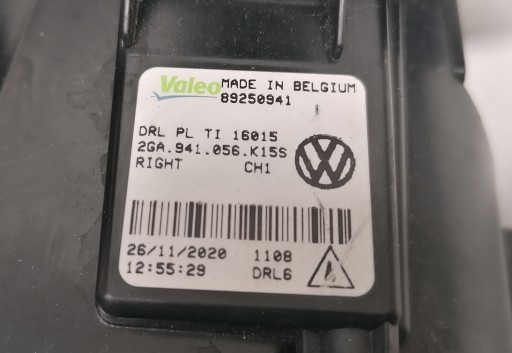 Valeo MADE IN BELGIUM
89250941
DRL PL TI 16015
2GA.941.056.K15S
RIGHT CH1
26/11/2020 1108
12:55:29 DRL6